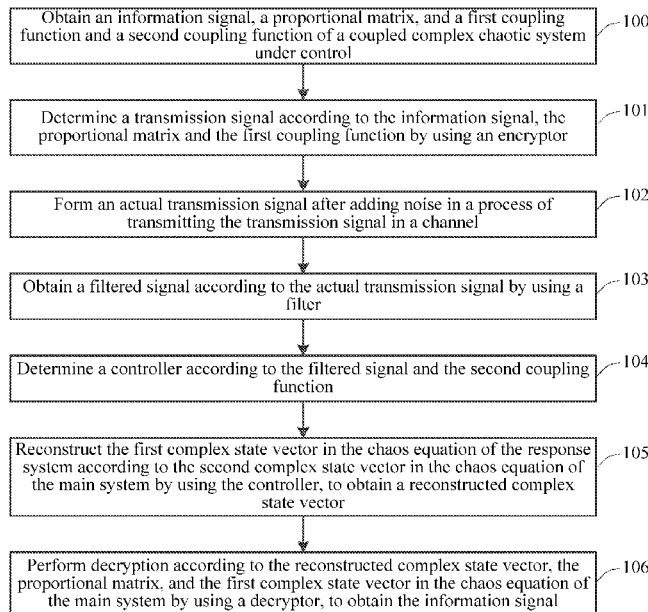 Obtain an information signal, a proportional matrix, and a first coupling
function and a second coupling function of a coupled complex chaotic system
under control
100
Determine a transmission signal according to the information signal, the
proportional matrix and the first coupling function by using an encryptor
101
Form an actual transmission signal after adding noise in a process of
transmitting the transmission signal in a channel
102
Obtain a filtered signal according to the actual transmission signal by using a
filter
103
Determine a controller according to the filtered signal and the second coupling
function
104
Reconstruct the first complex state vector in the chaos equation of the response
system according to the second complex state vector in the chaos equation of
the main system by using the controller, to obtain a reconstructed complex
state vector
105
Perform decryption according to the reconstructed complex state vector, the
proportional matrix, and the first complex state vector in the chaos equation of
the main system by using a decryptor, to obtain the information signal
106